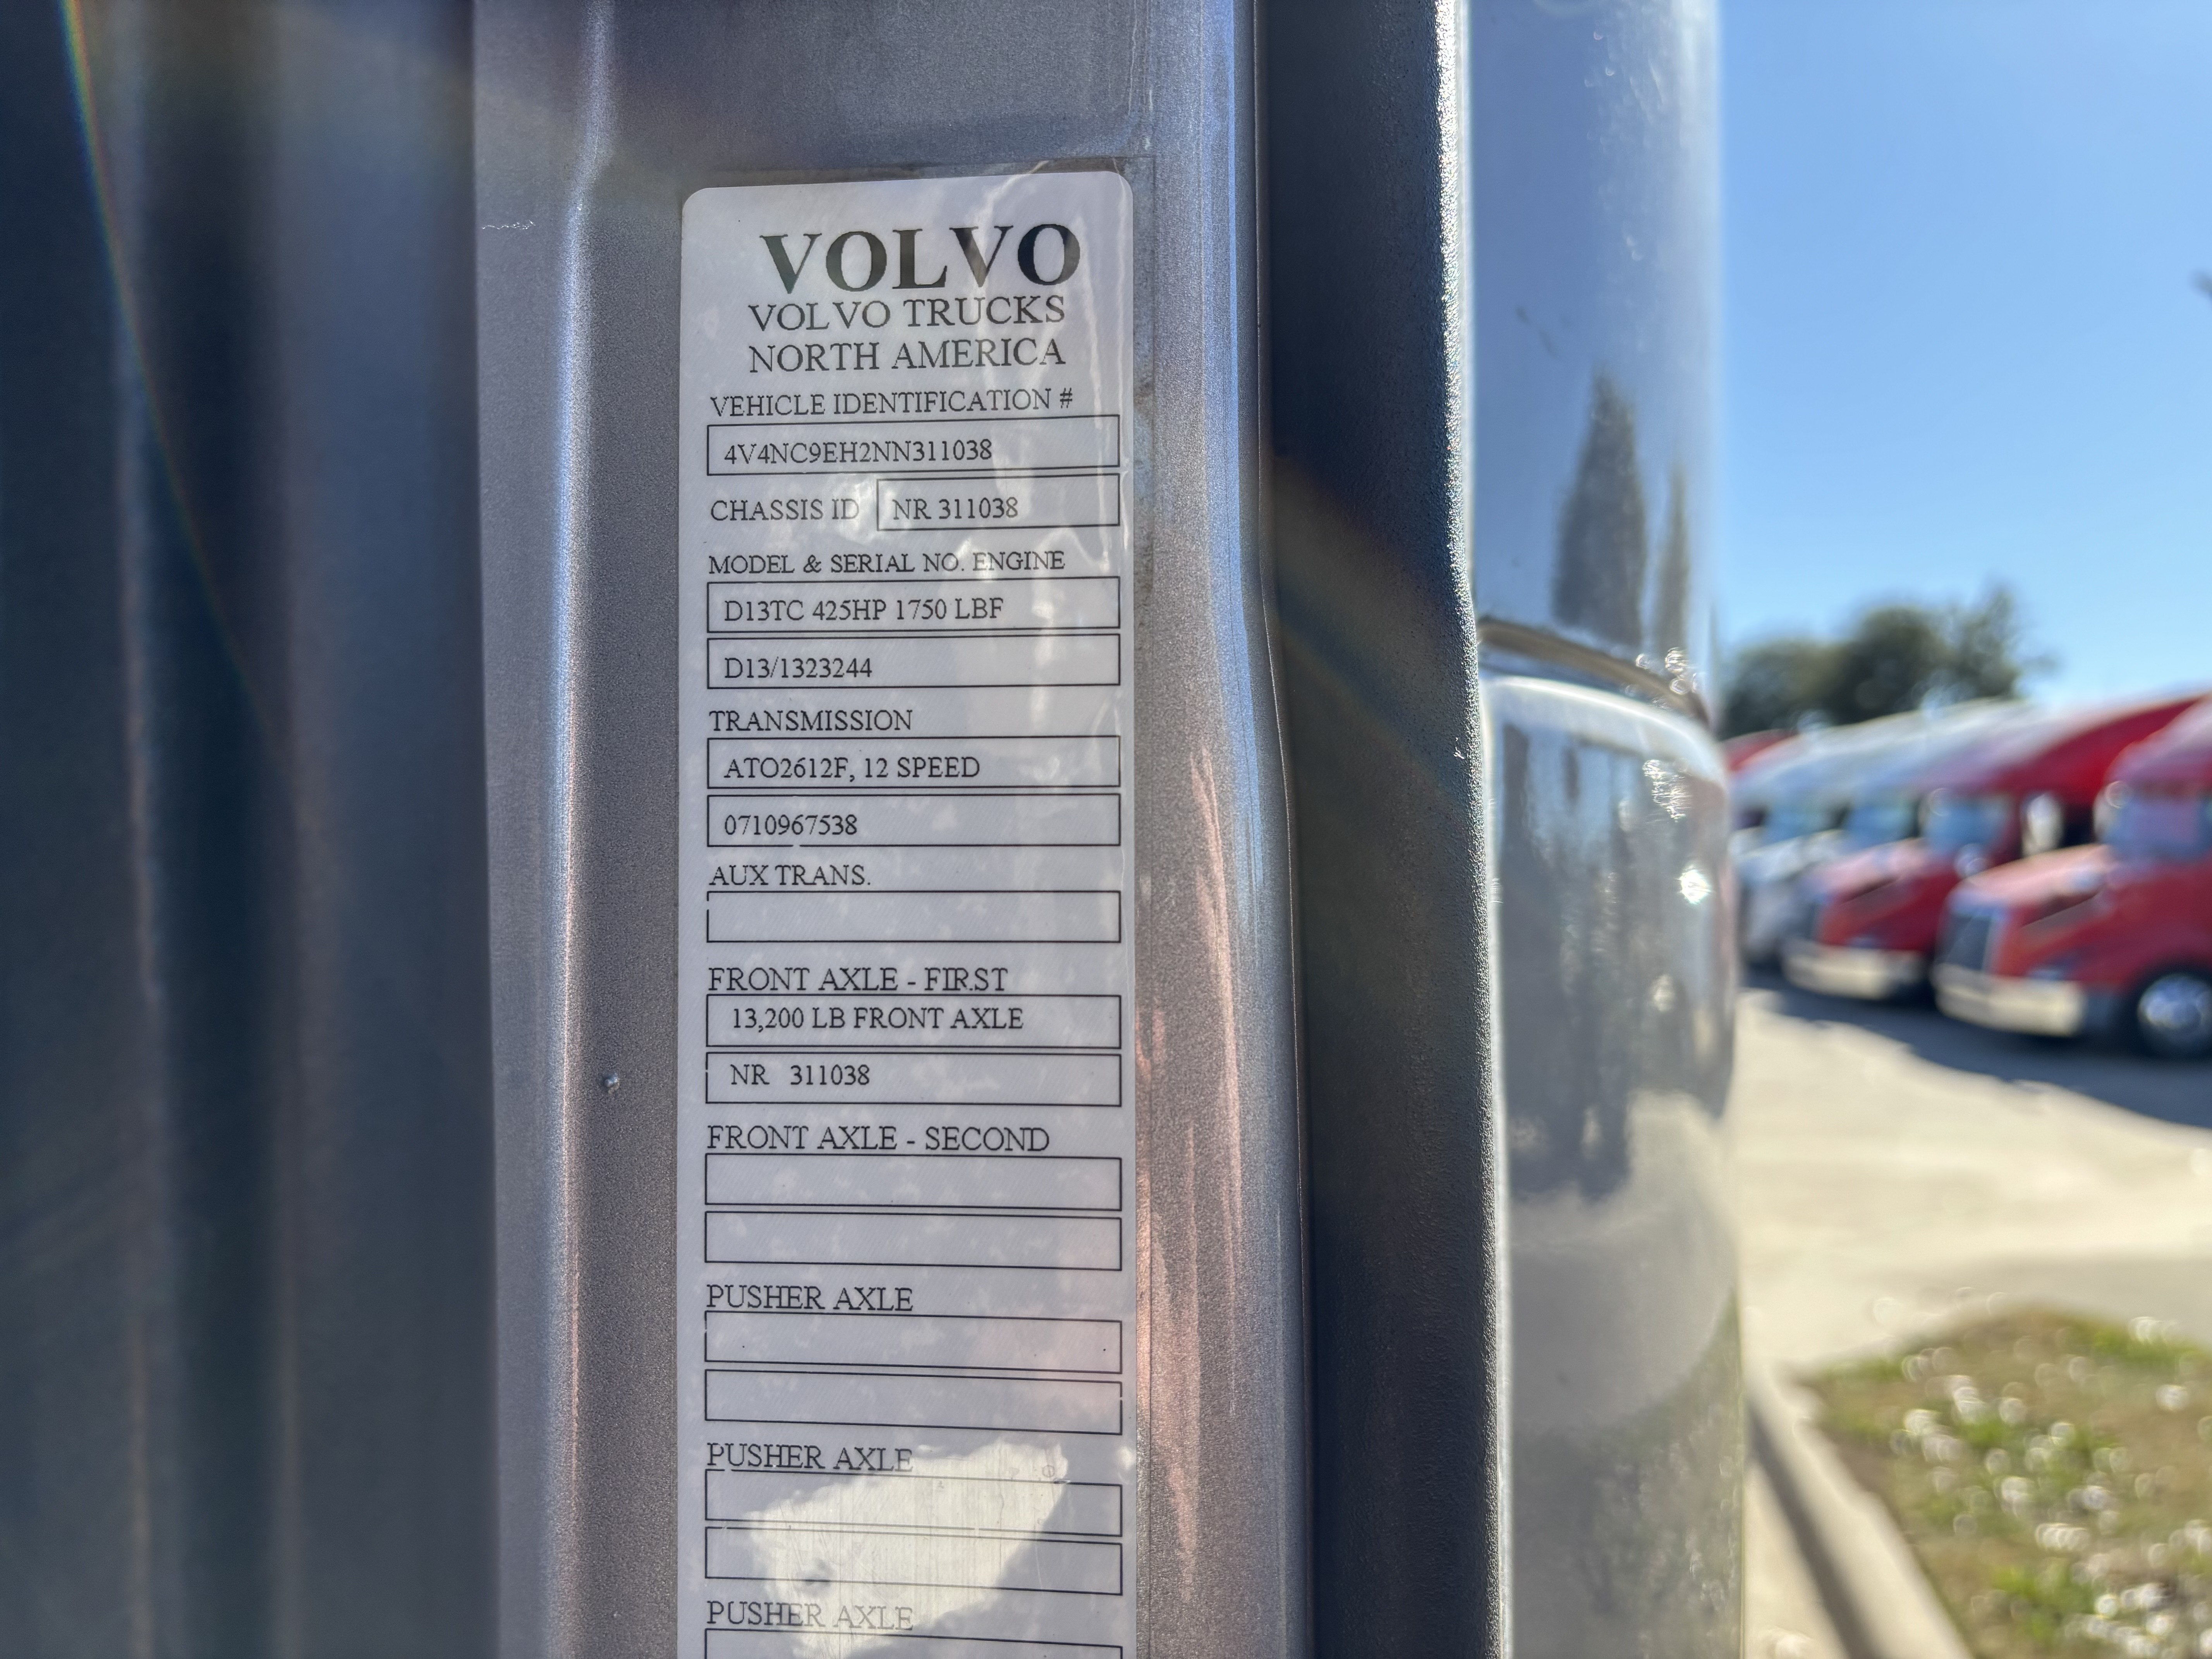 VOLVO
VOLVO TRUCKS
NORTH AMERICA
VEHICLE IDENTIFICATION #
4V4NC9EH2NN311038
CHASSIS ID NR 311038
MODEL & SERIAL NO. ENGINE
D13TC 425HP 1750 LBF
D13/1323244
TRANSMISSION
ATO2612F, 12 SPEED
0710967538
AUX TRANS.
FRONT AXLE - FIRST
13,200 LB FRONT AXLE
NR 311038
FRONT AXLE - SECOND
PUSHER AXLE
PUSHER AXLE
PUSHER AXLE